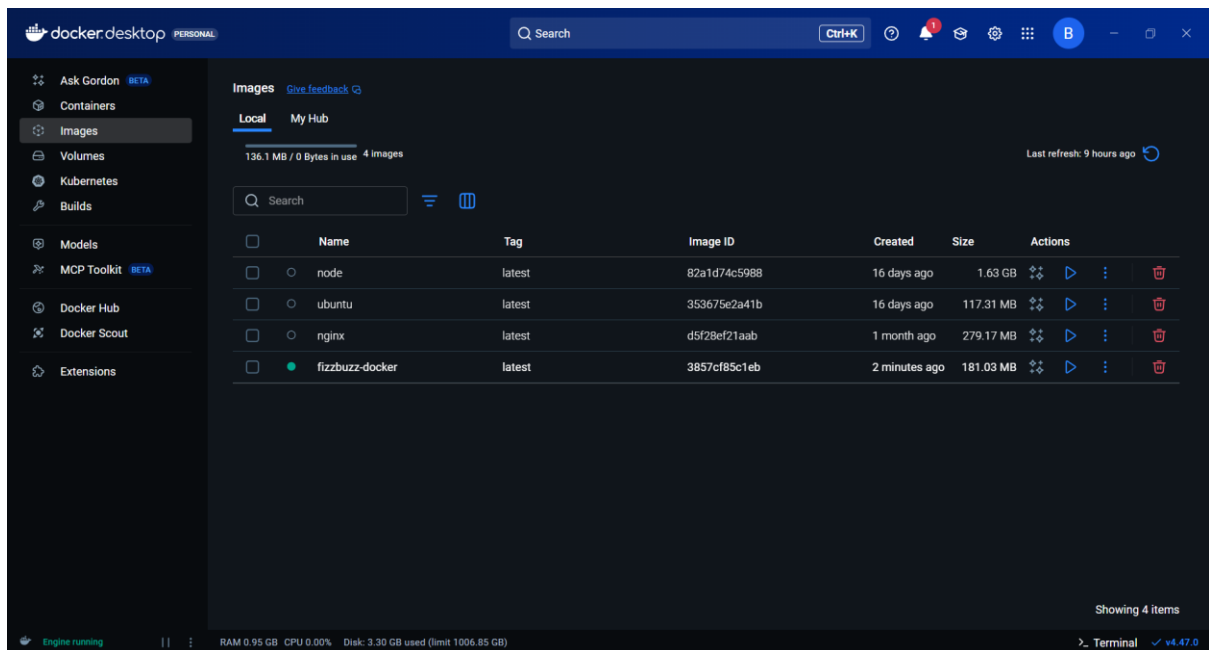 docker.desktop PERSONAL Search Ctrl+K 1 B
Ask Gordon BETA
Containers
Images
Volumes
Kubernetes
Builds
Models
MCP Toolkit BETA
Docker Hub
Docker Scout
Extensions
Images Give feedback
Local My Hub
136.1 MB / 0 Bytes in use 4 images Last refresh: 9 hours ago
Search
Name Tag Image ID Created Size Actions
node latest 82a1d74c5988 16 days ago 1.63 GB
ubuntu latest 353675e2a41b 16 days ago 117.31 MB
nginx latest d5f28ef21aab 1 month ago 279.17 MB
fizzbuzz-docker latest 3857cf85c1eb 2 minutes ago 181.03 MB
Showing 4 items
Engine running RAM 0.95 GB CPU 0.00% Disk: 3.30 GB used (limit 1006.85 GB) >_ Terminal v4.47.0